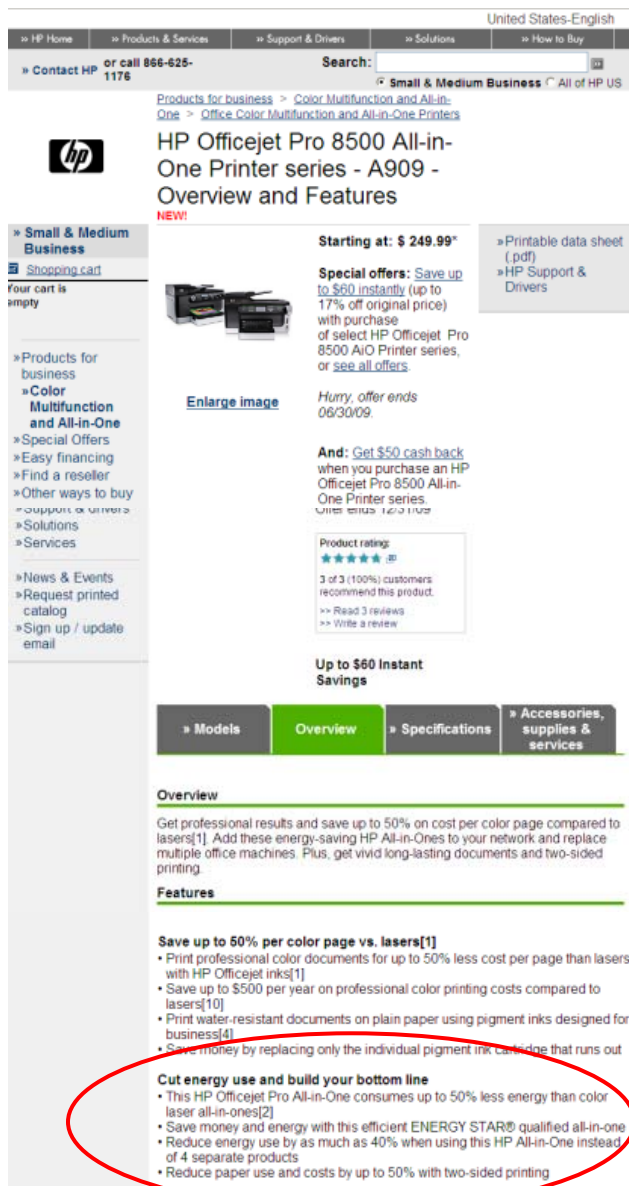 United States-English
» HP Home » Products & Services » Support & Drivers » Solutions » How to Buy
» Contact HP or call 866-625-
1176
Search:
Small & Medium Business All of HP US
Products for business > Color Multifunction and All-in-
One > Office Color Multifunction and All-in-One Printers
hp
HP Officejet Pro 8500 All-in-
One Printer series - A909 -
Overview and Features
NEW!
» Small & Medium
Business
Shopping cart
Your cart is
empty
»Products for
business
»Color
Multifunction
and All-in-One
»Special Offers
»Easy financing
»Find a reseller
»Other ways to buy
»Support & drivers
»Solutions
»Services
»News & Events
»Request printed
catalog
»Sign up / update
email
Enlarge image
Starting at: $ 249.99*
Special offers: Save up
to $60 instantly (up to
17% off original price)
with purchase
of select HP Officejet Pro
8500 AiO Printer series,
or see all offers.
Hurry, offer ends
06/30/09.
And: Get $50 cash back
when you purchase an HP
Officejet Pro 8500 All-in-
One Printer series.
Offer ends 12/31/09
Product rating:
3 of 3 (100%) customers
recommend this product.
>> Read 3 reviews
>> Write a review
Up to $60 Instant
Savings
»Printable data sheet
(.pdf)
»HP Support &
Drivers
» Models
Overview
» Specifications
» Accessories,
supplies &
services
Overview
Get professional results and save up to 50% on cost per color page compared to
lasers[1]. Add these energy-saving HP All-in-Ones to your network and replace
multiple office machines. Plus, get vivid long-lasting documents and two-sided
printing.
Features
Save up to 50% per color page vs. lasers[1]
• Print professional color documents for up to 50% less cost per page than lasers
with HP Officejet inks[1]
• Save up to $500 per year on professional color printing costs compared to
lasers[10]
• Print water-resistant documents on plain paper using pigment inks designed for
business[4]
• Save money by replacing only the individual pigment ink cartridge that runs out
Cut energy use and build your bottom line
• This HP Officejet Pro All-in-One consumes up to 50% less energy than color
laser all-in-ones[2]
• Save money and energy with this efficient ENERGY STAR® qualified all-in-one
• Reduce energy use by as much as 40% when using this HP All-in-One instead
of 4 separate products
• Reduce paper use and costs by up to 50% with two-sided printing